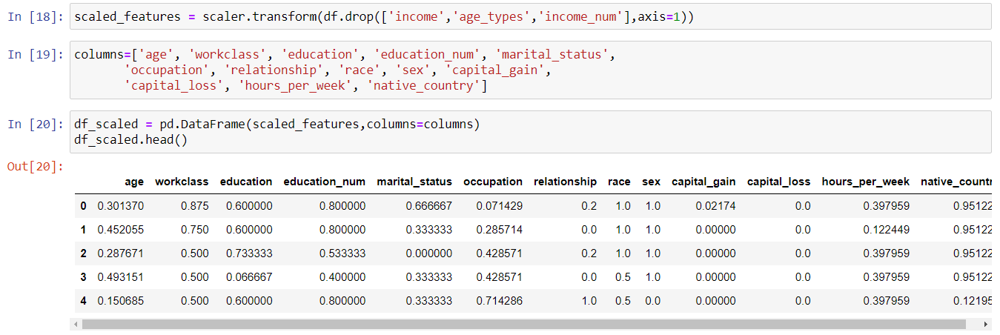 In [18]: scaled_features = scaler.transform(df.drop(['income','age_types','income_num'],axis=1))
In [19]: columns=['age', 'workclass', 'education', 'education_num', 'marital_status',
'occupation', 'relationship', 'race', 'sex', 'capital_gain',
'capital_loss', 'hours_per_week', 'native_country']
In [20]: df_scaled = pd.DataFrame(scaled_features,columns=columns)
df_scaled.head()
Out[20]:
age workclass education education_num marital_status occupation relationship race sex capital_gain capital_loss hours_per_week native_countr
0 0.301370 0.875 0.600000 0.800000 0.666667 0.071429 0.2 1.0 1.0 0.02174 0.0 0.397959 0.95122
1 0.452055 0.750 0.600000 0.800000 0.333333 0.285714 0.0 1.0 1.0 0.00000 0.0 0.122449 0.95122
2 0.287671 0.500 0.733333 0.533333 0.000000 0.428571 0.2 1.0 1.0 0.00000 0.0 0.397959 0.95122
3 0.493151 0.500 0.066667 0.400000 0.333333 0.428571 0.0 0.5 1.0 0.00000 0.0 0.397959 0.95122
4 0.150685 0.500 0.600000 0.800000 0.333333 0.714286 1.0 0.5 0.0 0.00000 0.0 0.397959 0.12195